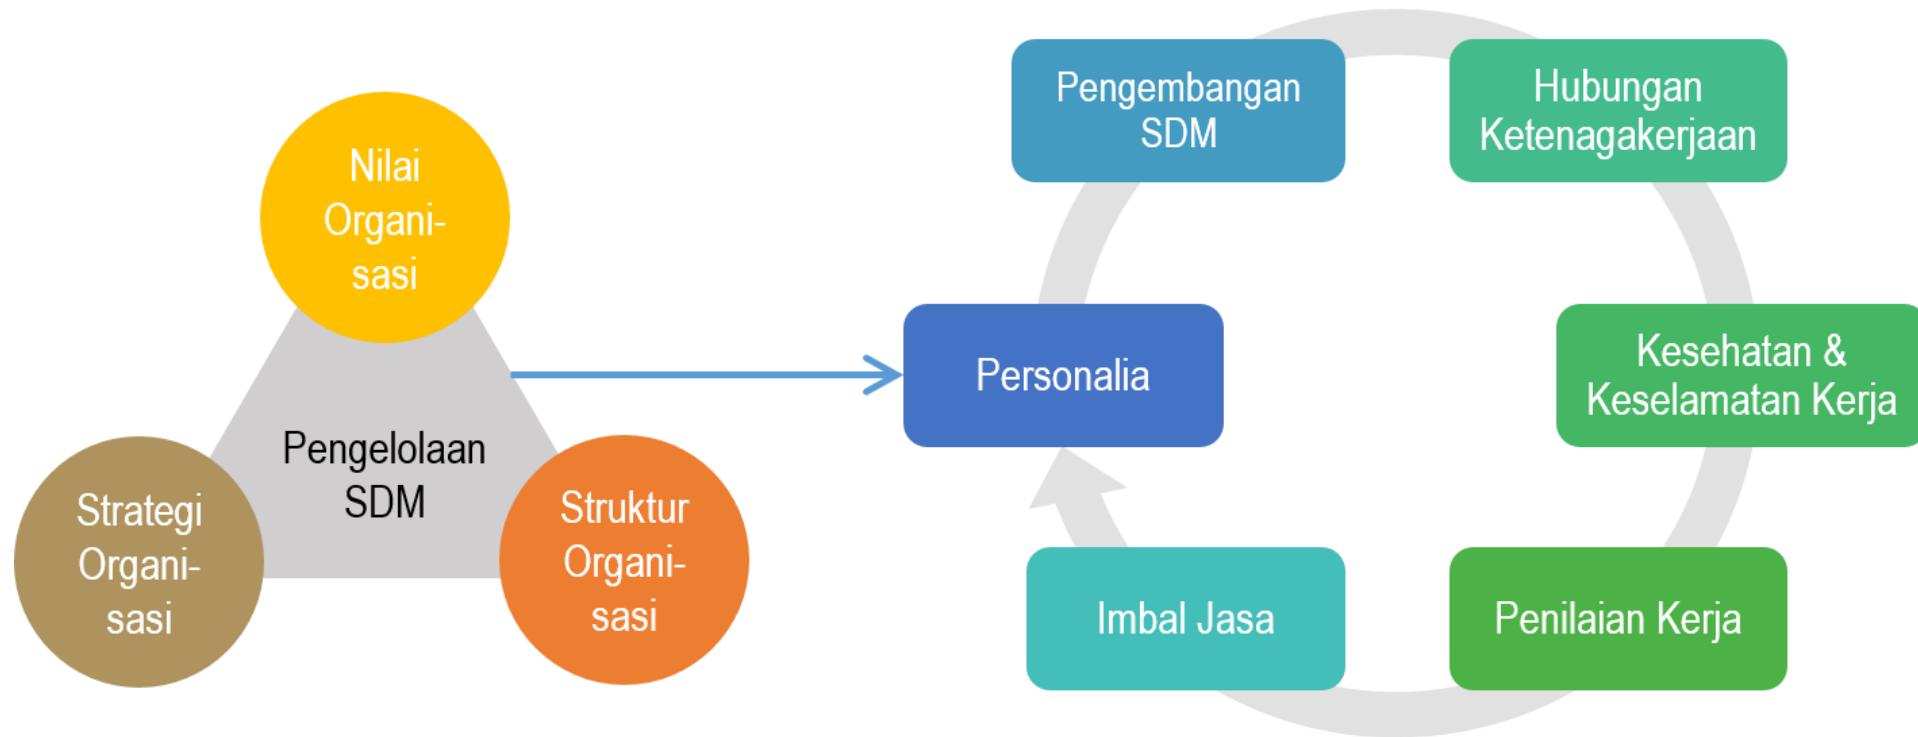 Nilai
Organi-
sasi
Pengelolaan
SDM
Strategi
Organi-
sasi
Struktur
Organi-
sasi
Personalia
Pengembangan
SDM
Hubungan
Ketenagakerjaan
Kesehatan &
Keselamatan Kerja
Penilaian Kerja
Imbal Jasa